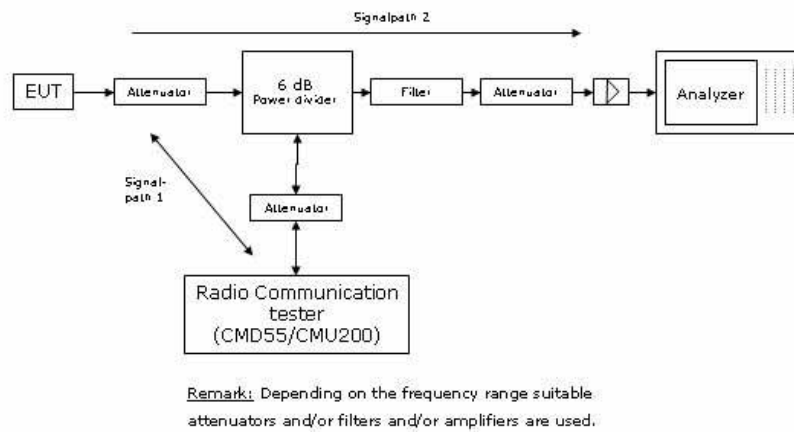 Signalpath 2
EUT
Attenuator
6 dB
Power divider
Filter
Attenuator
Analyzer
Signal-
path 1
Attenuator
Radio Communication
tester
(CMD55/CMU200)
Remark: Depending on the frequency range suitable
attenuators and/or filters and/or amplifiers are used.